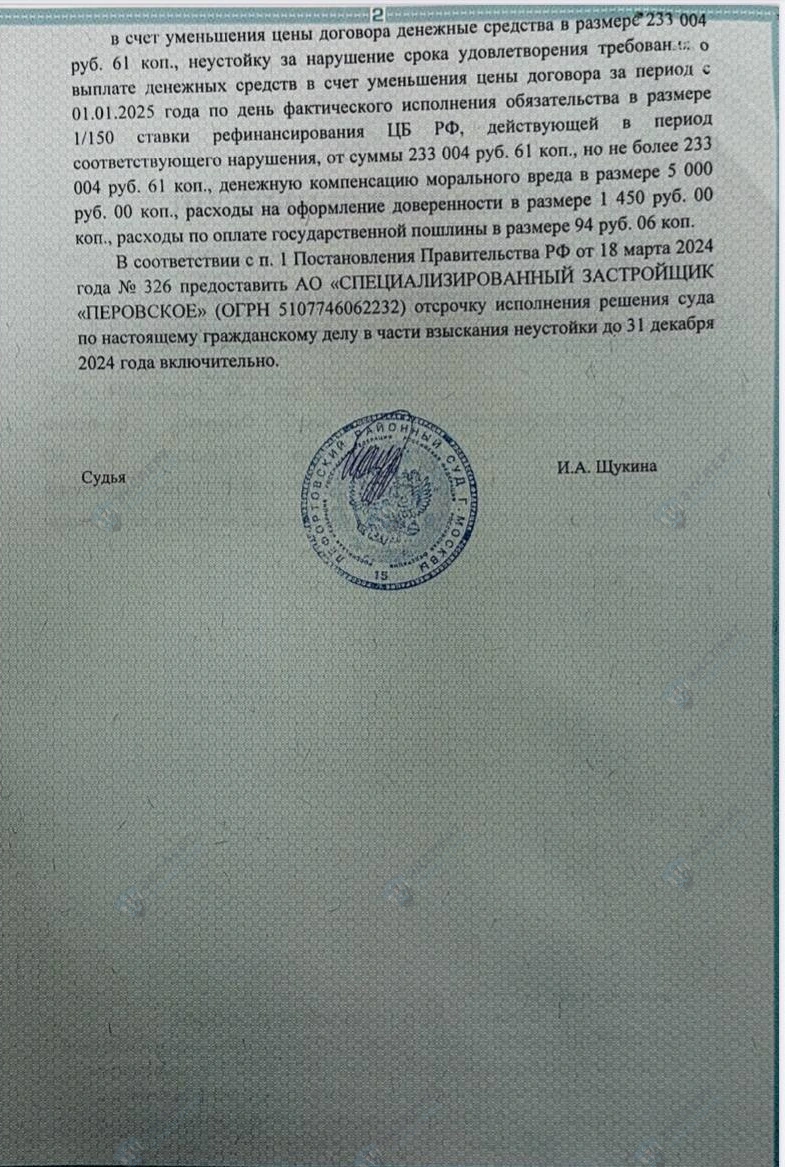 2
в счет уменьшения цены договора денежные средства в размере 233 004
руб. 61 коп., неустойку за нарушение срока удовлетворения требования о
выплате денежных средств в счет уменьшения цены договора за период с
01.01.2025 года по день фактического исполнения обязательства в размере
1/150 ставки рефинансирования ЦБ РФ, действующей в период
соответствующего нарушения, от суммы 233 004 руб. 61 коп., но не более 233
004 руб. 61 коп., денежную компенсацию морального вреда в размере 5 000
руб. 00 коп., расходы на оформление доверенности в размере 1 450 руб. 00
коп., расходы по оплате государственной пошлины в размере 94 руб. 06 коп.
В соответствии с п. 1 Постановления Правительства РФ от 18 марта 2024
года № 326 предоставить АО «СПЕЦИАЛИЗИРОВАННЫЙ ЗАСТРОЙЩИК
«ПЕРОВСКОЕ» (ОГРН 5107746062232) отсрочку исполнения решения суда
по настоящему гражданскому делу в части взыскания неустойки до 31 декабря
2024 года включительно.
Судья
И.А. Щукина
ЛЕФОРТОВСКИЙ РАЙОННЫЙ СУД Г. МОСКВЫ
15